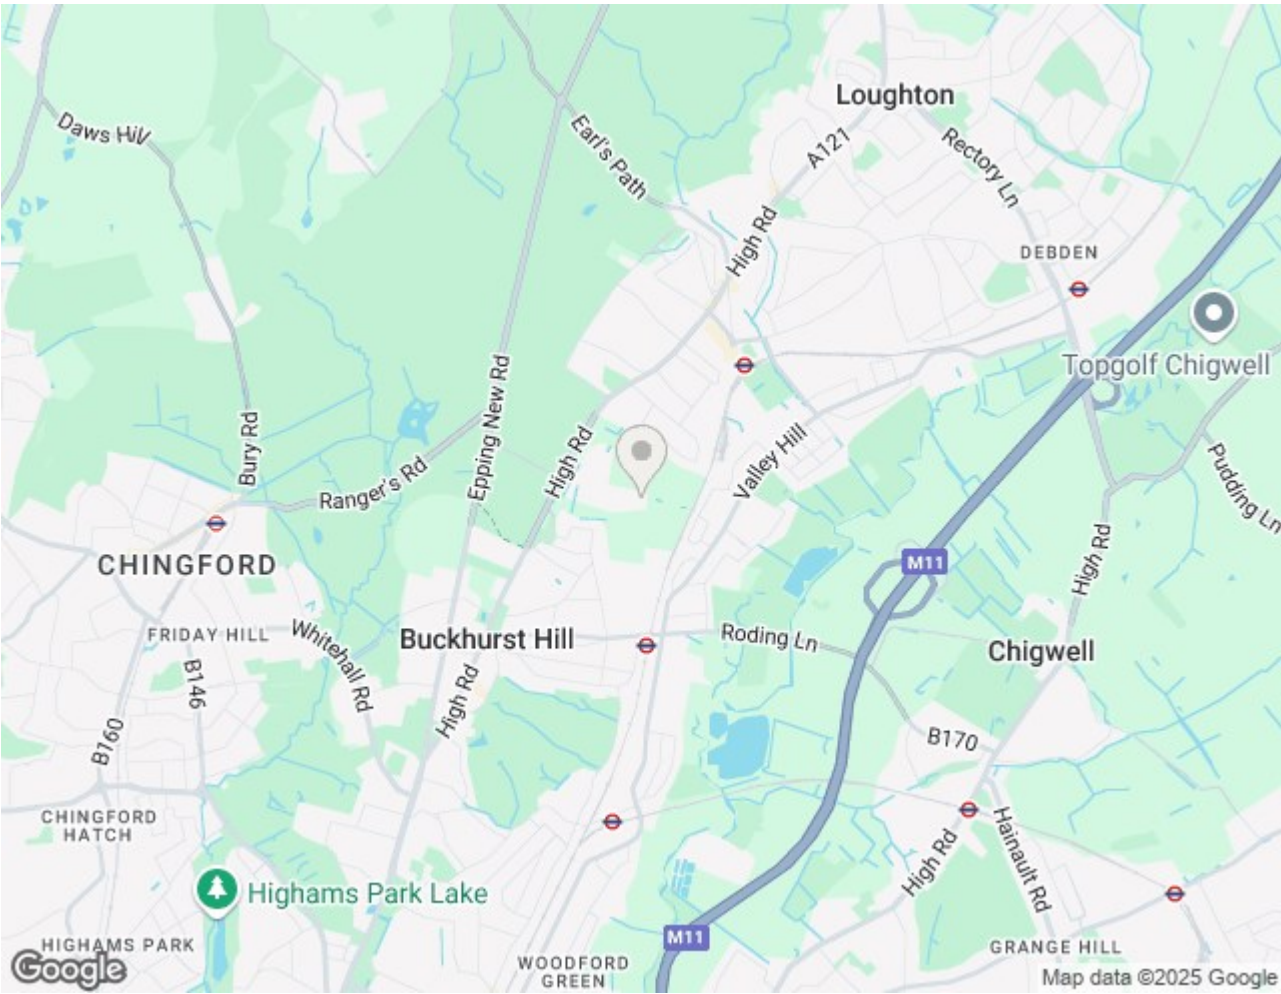 Loughton
Daws Hil
Earl's Path
A121
Rectory Ln
High Rd
DEBDEN
Topgolf Chigwell
Epping New Rd
Bury Rd
High Rd
Ranger's Rd
Valley Hill
Pudding Ln
CHINGFORD
M11
High Rd
FRIDAY HILL
Whitehall Rd
Buckhurst Hill
Roding Ln
Chigwell
B146
High Rd
B160
B170
CHINGFORD
HATCH
High Rd
Hainault Rd
Highams Park Lake
HIGHAMS PARK
M11
GRANGE HILL
WOODFORD
GREEN
Google
Map data ©2025 Google